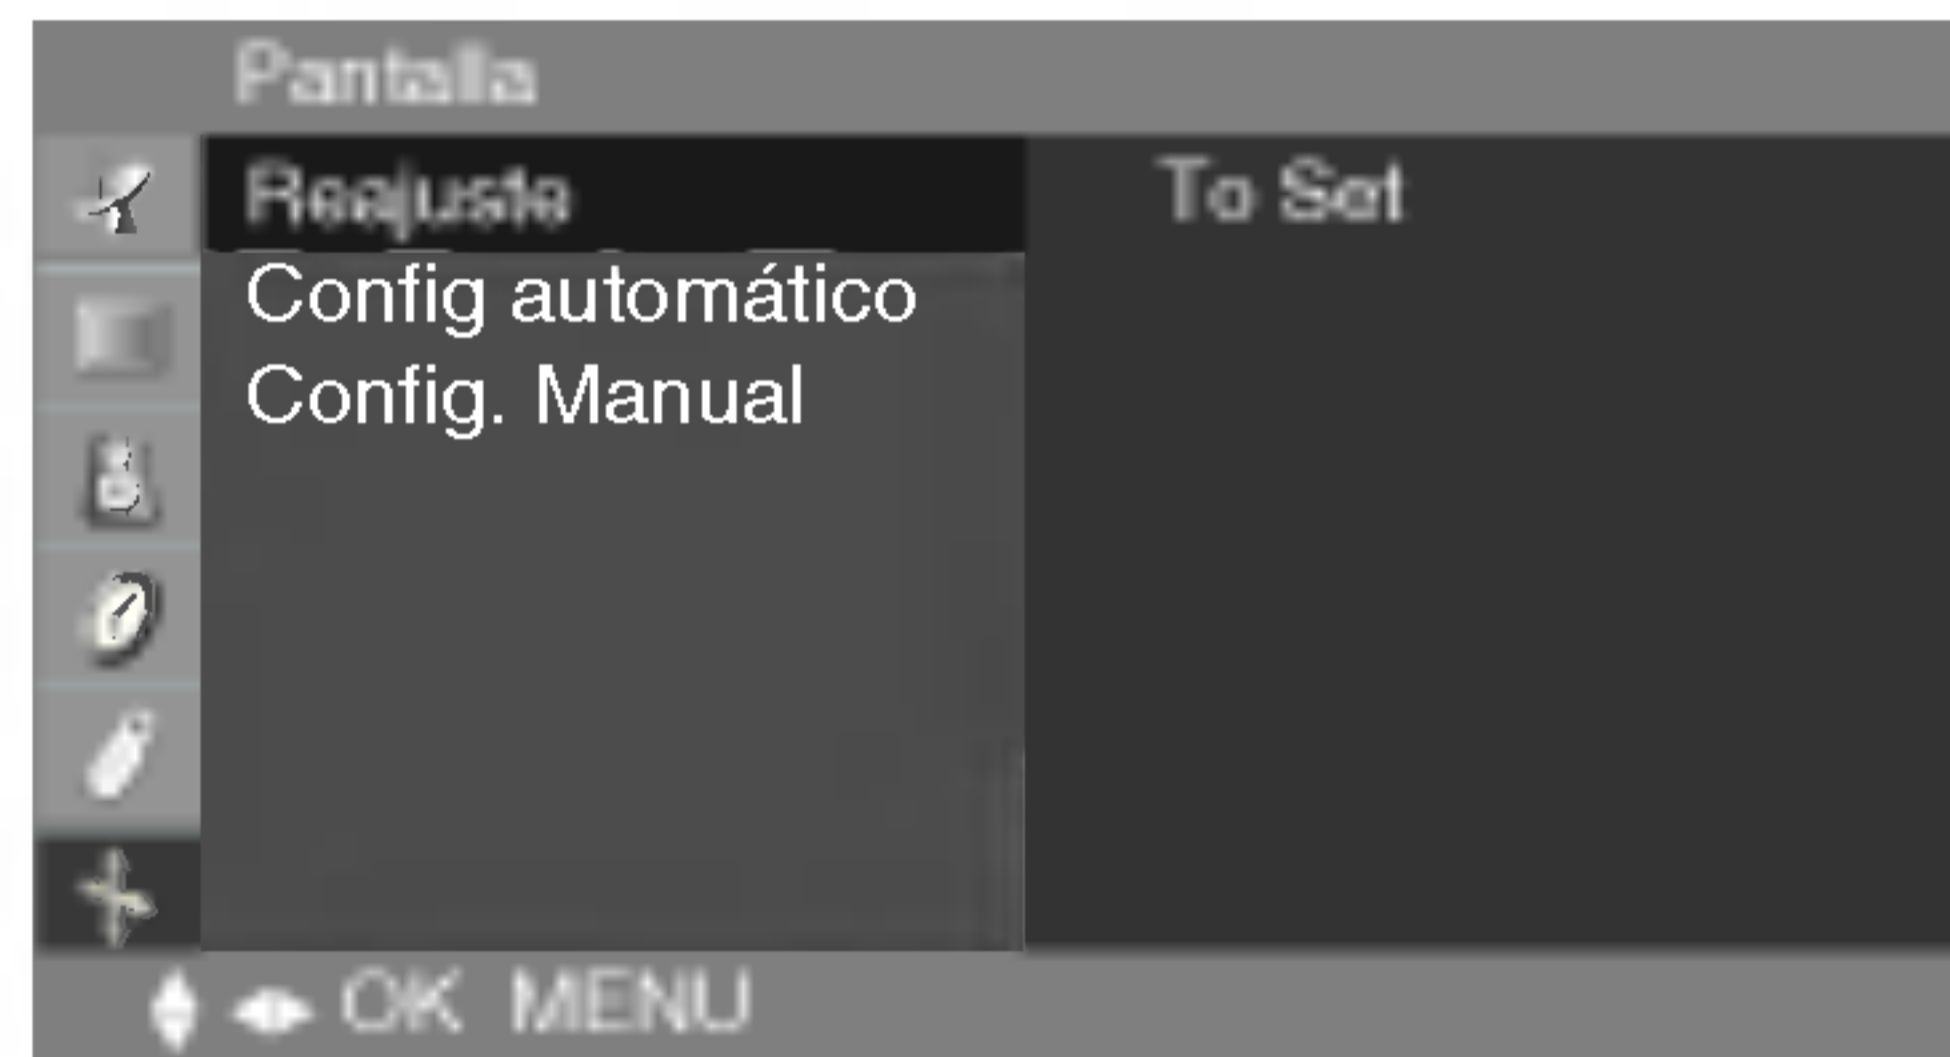 Pantalla
Reajuste To Set
Config automático
Config. Manual
OK MENU